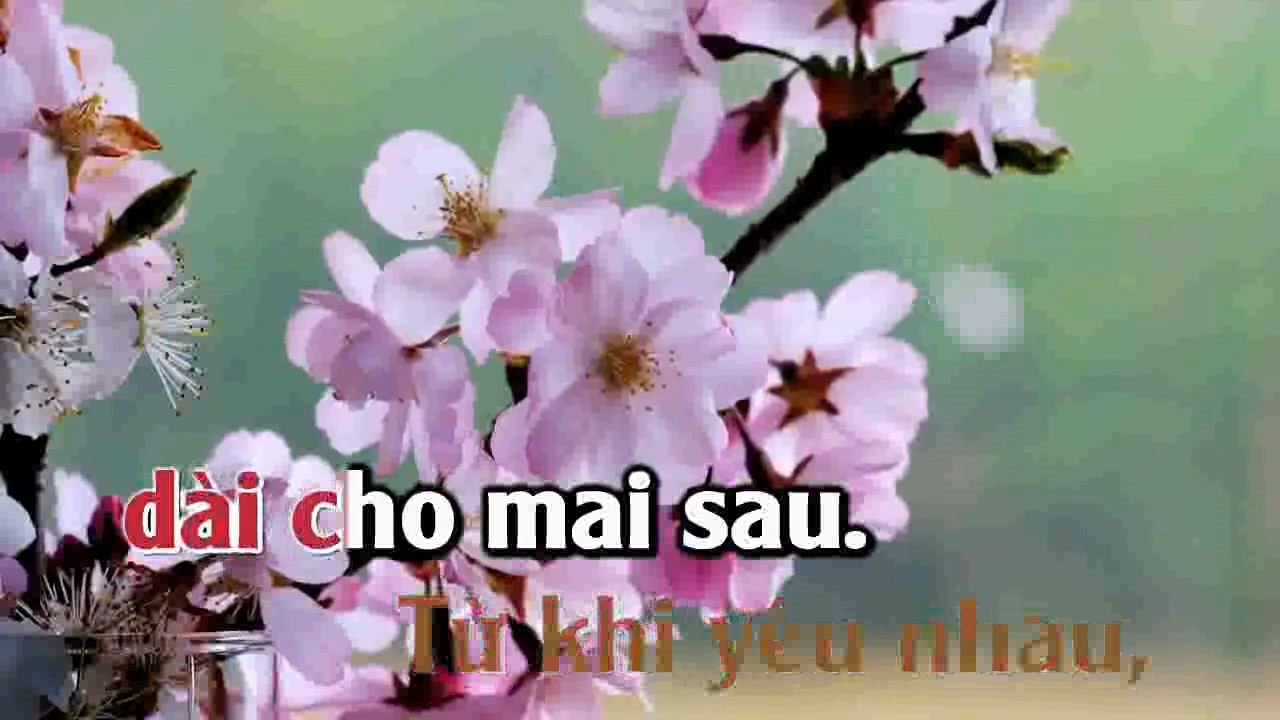 dài cho mai sau.
Từ khi yêu nhau,